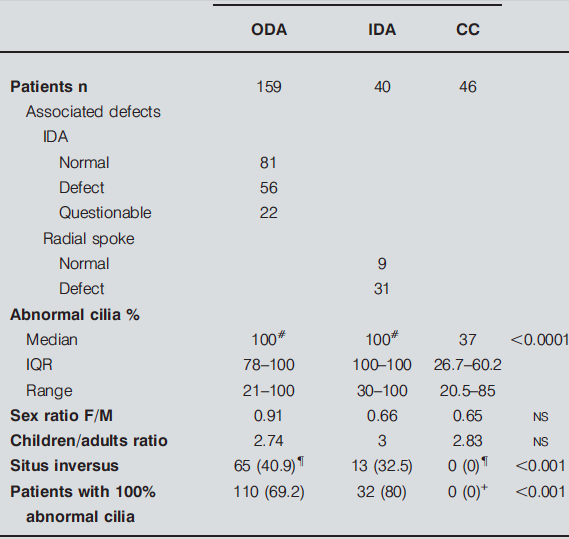 ODA IDA CC
Patients n 159 40 46
Associated defects
IDA
Normal 81
Defect 56
Questionable 22
Radial spoke
Normal 9
Defect 31
Abnormal cilia %
Median 100# 100# 37 <0.0001
IQR 78–100 100–100 26.7–60.2
Range 21–100 30–100 20.5–85
Sex ratio F/M 0.91 0.66 0.65 NS
Children/adults ratio 2.74 3 2.83 NS
Situs inversus 65 (40.9)¶ 13 (32.5) 0 (0)¶ <0.001
Patients with 100% 110 (69.2) 32 (80) 0 (0)+ <0.001
abnormal cilia